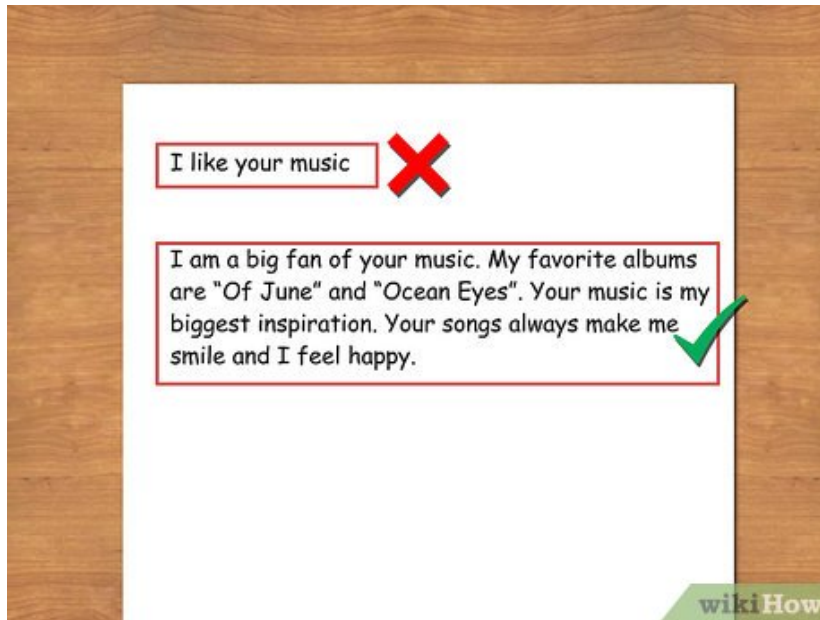 I like your music
I am a big fan of your music. My favorite albums
are “Of June” and “Ocean Eyes”. Your music is my
biggest inspiration. Your songs always make me
smile and I feel happy.
wikiHow